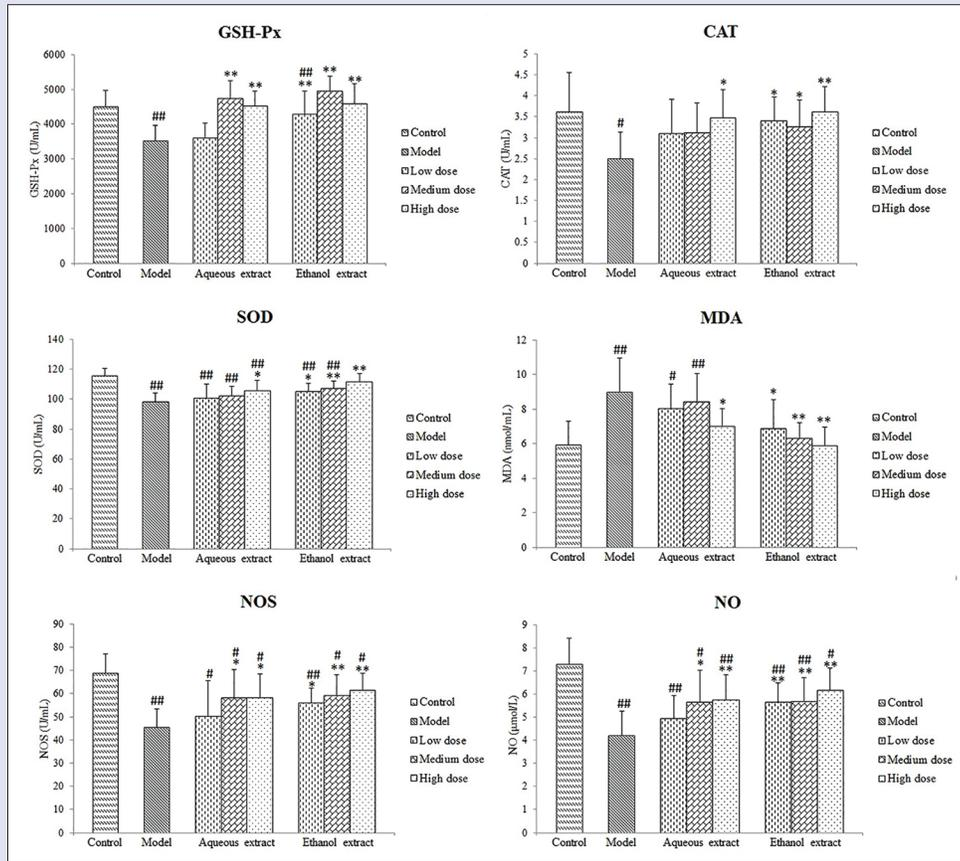 GSH-Px
6000
5000
4000
3000
2000
1000
0
GSH-Px (U/mL)
##
**
**
##
**
**
**
Control
Model
Aqueous extract
Ethanol extract
Control
Model
Low dose
Medium dose
High dose
CAT
5
4.5
4
3.5
3
2.5
2
1.5
1
0.5
0
CAT (U/mL)
#
*
*
*
**
Control
Model
Aqueous extract
Ethanol extract
Control
Model
Low dose
Medium dose
High dose
SOD
140
120
100
80
60
40
20
0
SOD (U/mL)
##
##
##
##
*
##
*
##
**
**
Control
Model
Aqueous extract
Ethanol extract
Control
Model
Low dose
Medium dose
High dose
MDA
12
10
8
6
4
2
0
MDA (nmol/mL)
##
#
##
*
*
**
**
Control
Model
Aqueous extract
Ethanol extract
Control
Model
Low dose
Medium dose
High dose
NOS
90
80
70
60
50
40
30
20
10
0
NOS (U/mL)
##
#
#
*
#
*
##
*
#
**
#
**
Control
Model
Aqueous extract
Ethanol extract
Control
Model
Low dose
Medium dose
High dose
NO
9
8
7
6
5
4
3
2
1
0
NO (μmol/L)
##
##
#
*
##
**
##
**
##
**
#
**
Control
Model
Aqueous extract
Ethanol extract
Control
Model
Low dose
Medium dose
High dose